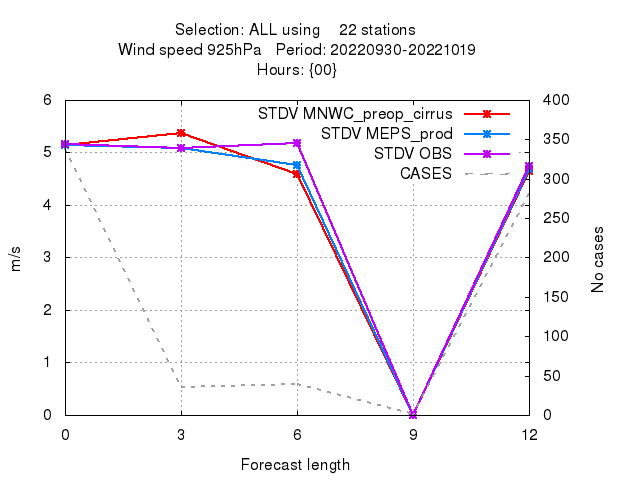 Selection: ALL using 22 stations
Wind speed 925hPa Period: 20220930-20221019
Hours: {00}
STDV MNWC_preop_cirrus
STDV MEPS_prod
STDV OBS
CASES
6
5
4
3
2
1
0
400
350
300
250
200
150
100
50
0
m/s
No cases
0 3 6 9 12
Forecast length